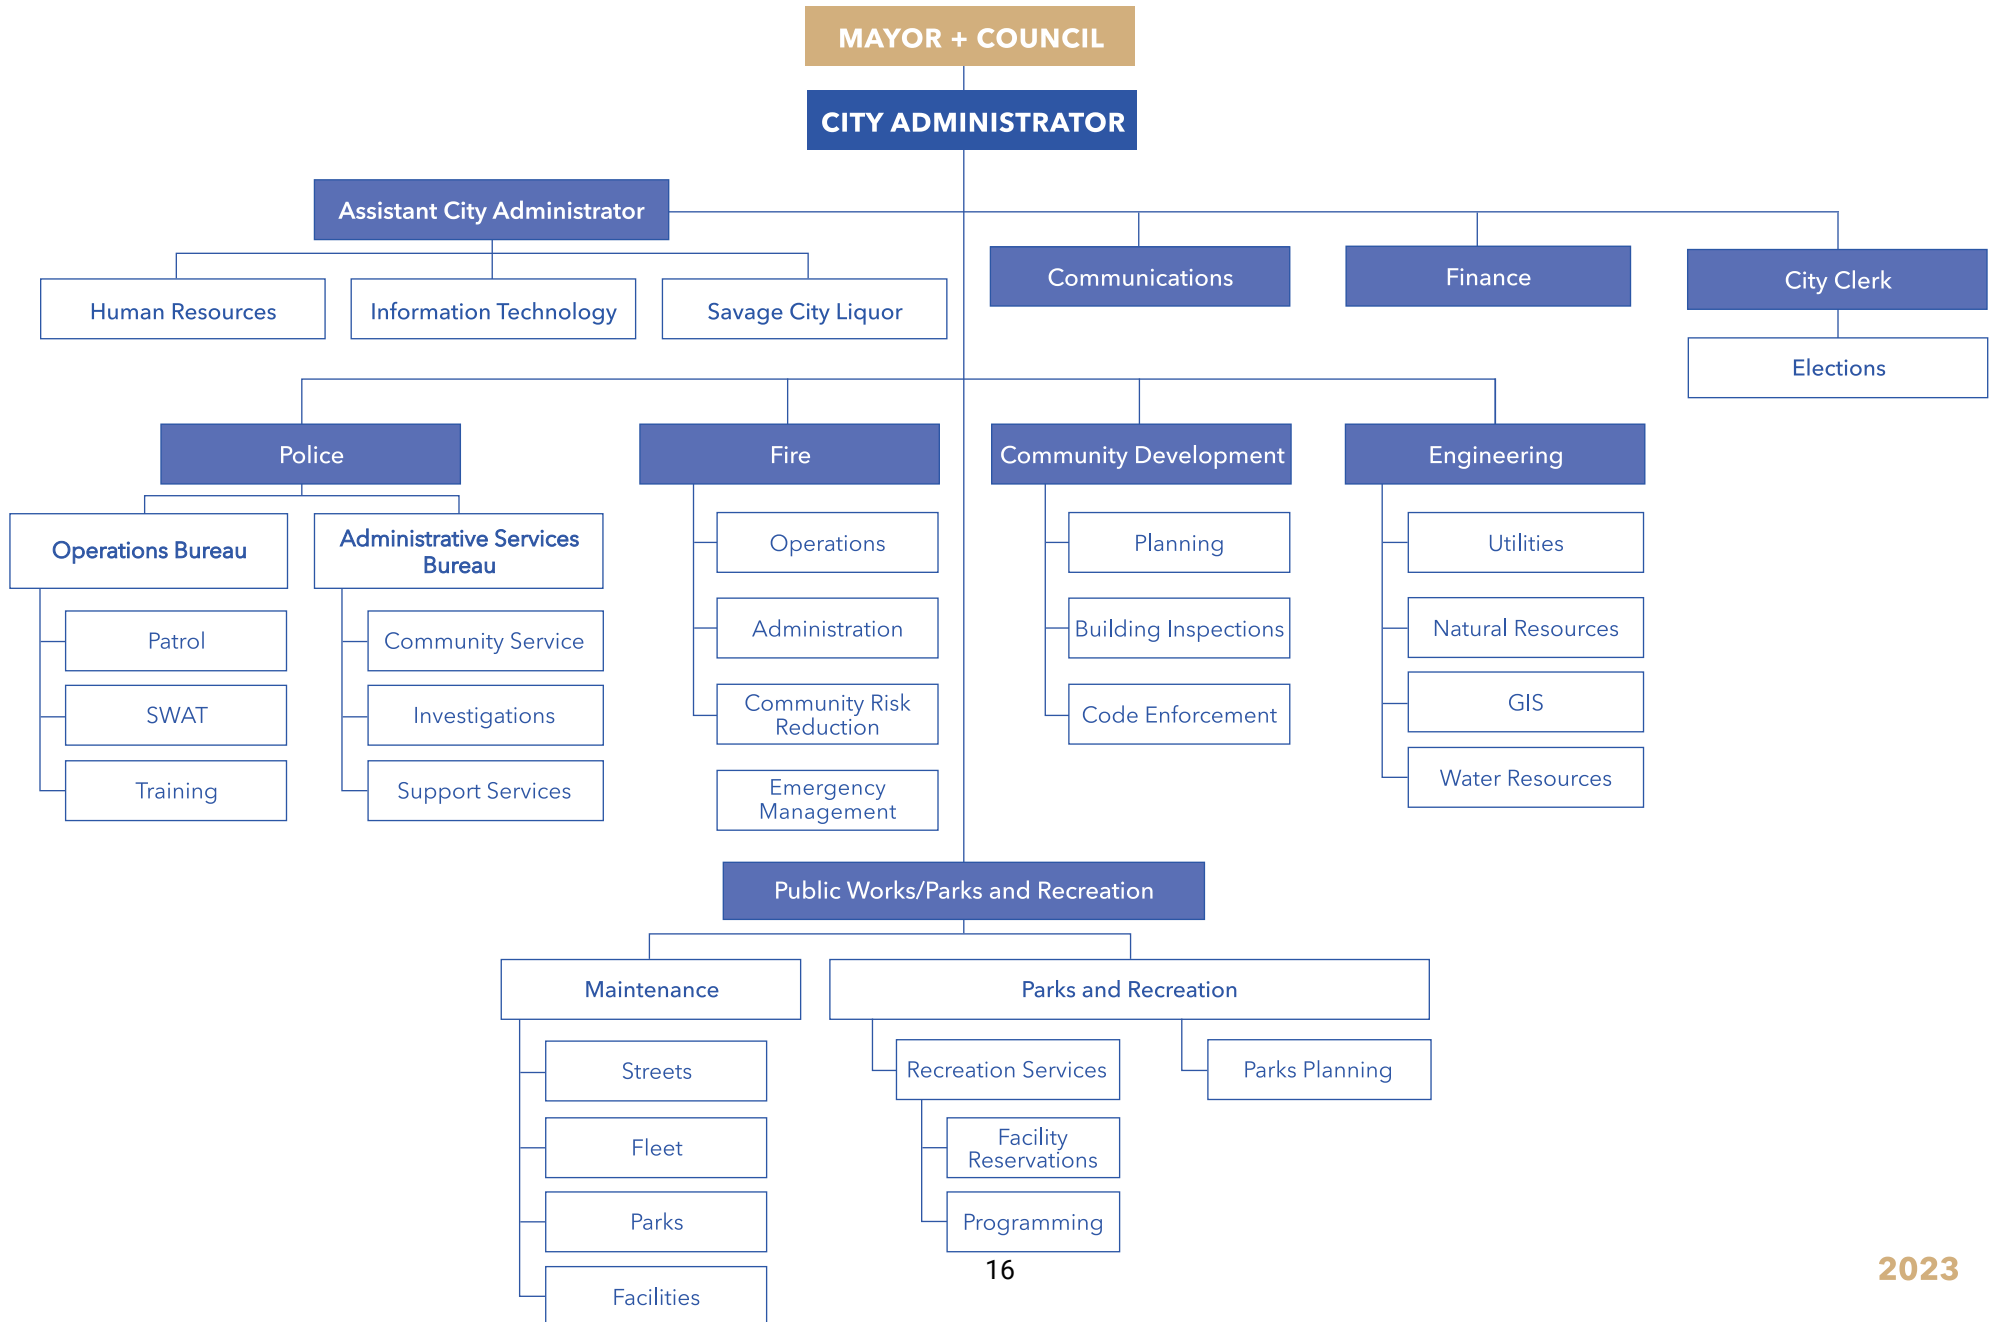 MAYOR + COUNCIL
CITY ADMINISTRATOR
Assistant City Administrator
Human Resources
Information Technology
Savage City Liquor
Communications
Finance
City Clerk
Elections
Police
Operations Bureau
Patrol
SWAT
Training
Administrative Services
Bureau
Community Service
Investigations
Support Services
Fire
Operations
Administration
Community Risk
Reduction
Emergency
Management
Community Development
Planning
Building Inspections
Code Enforcement
Engineering
Utilities
Natural Resources
GIS
Water Resources
Public Works/Parks and Recreation
Maintenance
Streets
Fleet
Parks
Facilities
Parks and Recreation
Recreation Services
Facility
Reservations
Programming
Parks Planning
16
2023